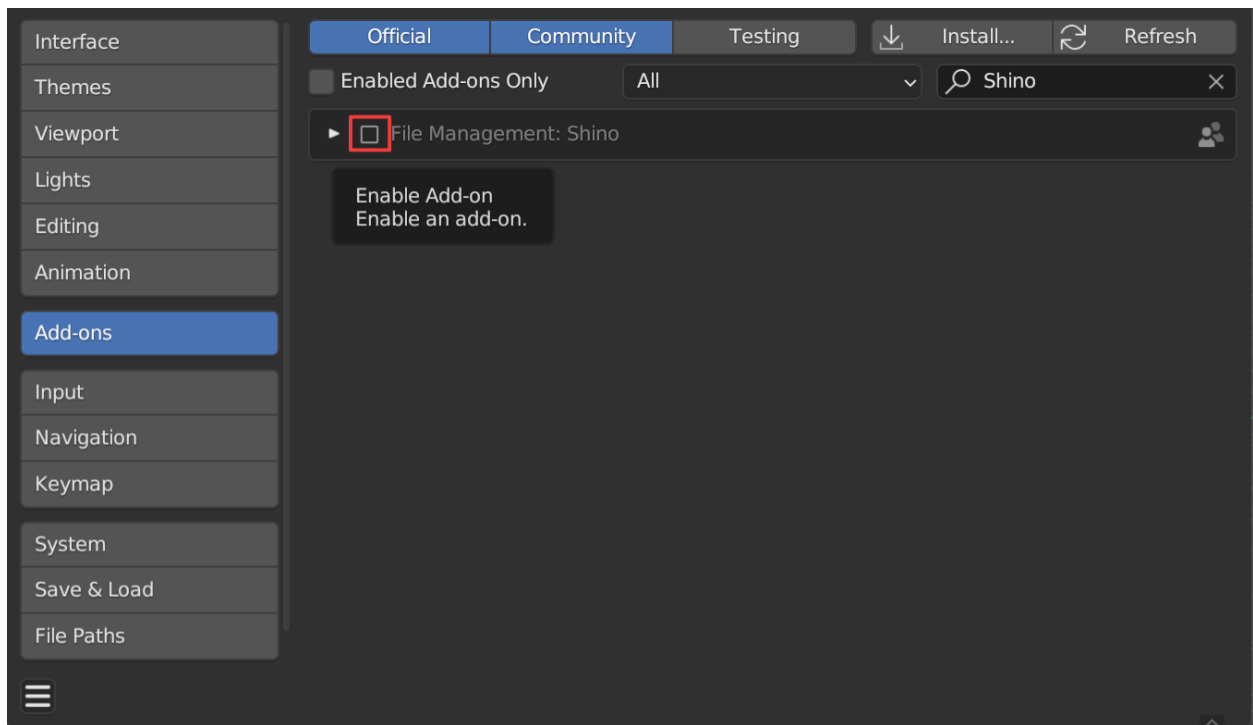 Interface
Themes
Viewport
Lights
Editing
Animation
Add-ons
Input
Navigation
Keymap
System
Save & Load
File Paths
Official Community Testing Install... Refresh
Enabled Add-ons Only All Shino
File Management: Shino
Enable Add-on
Enable an add-on.